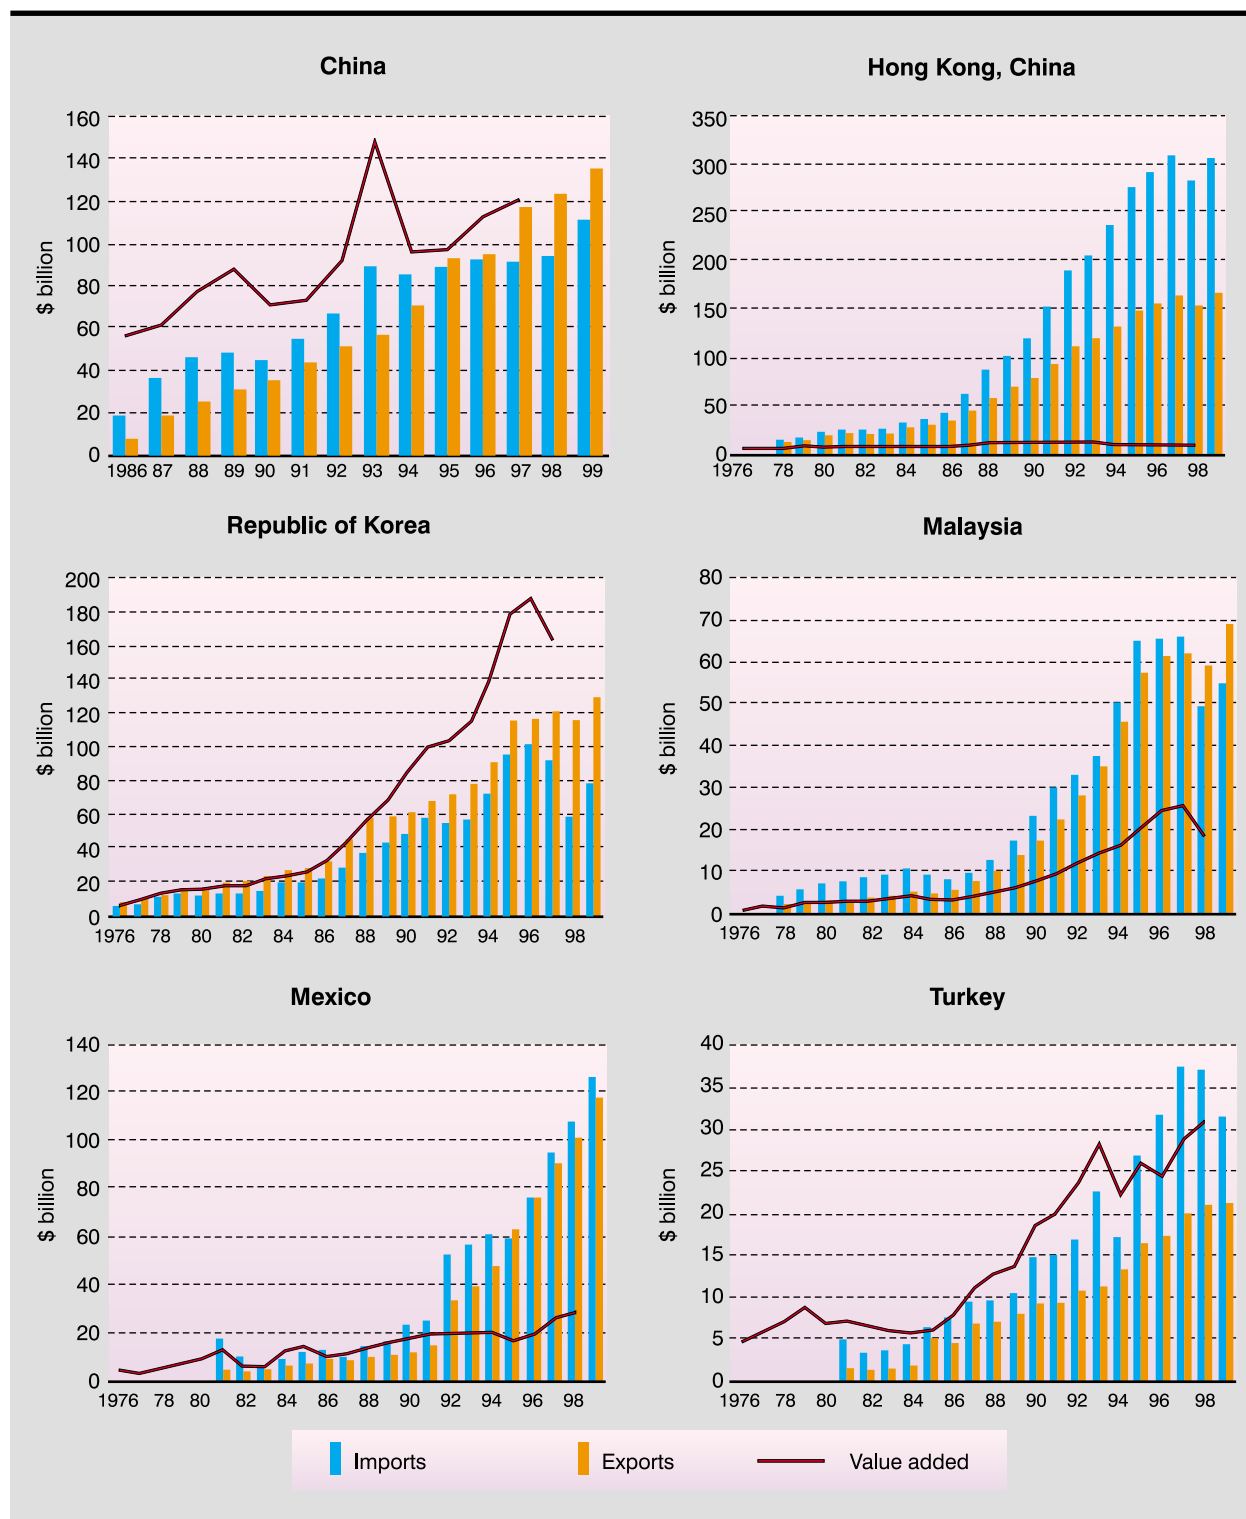 China
160
140
120
100
80
60
40
20
0
$ billion
1986 87 88 89 90 91 92 93 94 95 96 97 98 99
Hong Kong, China
350
300
250
200
150
100
50
0
$ billion
1976 78 80 82 84 86 88 90 92 94 96 98
Republic of Korea
200
180
160
140
120
100
80
60
40
20
0
$ billion
1976 78 80 82 84 86 88 90 92 94 96 98
Malaysia
80
70
60
50
40
30
20
10
0
$ billion
1976 78 80 82 84 86 88 90 92 94 96 98
Mexico
140
120
100
80
60
40
20
0
$ billion
1976 78 80 82 84 86 88 90 92 94 96 98
Turkey
40
35
30
25
20
15
10
5
0
$ billion
1976 78 80 82 84 86 88 90 92 94 96 98
Imports Exports Value added